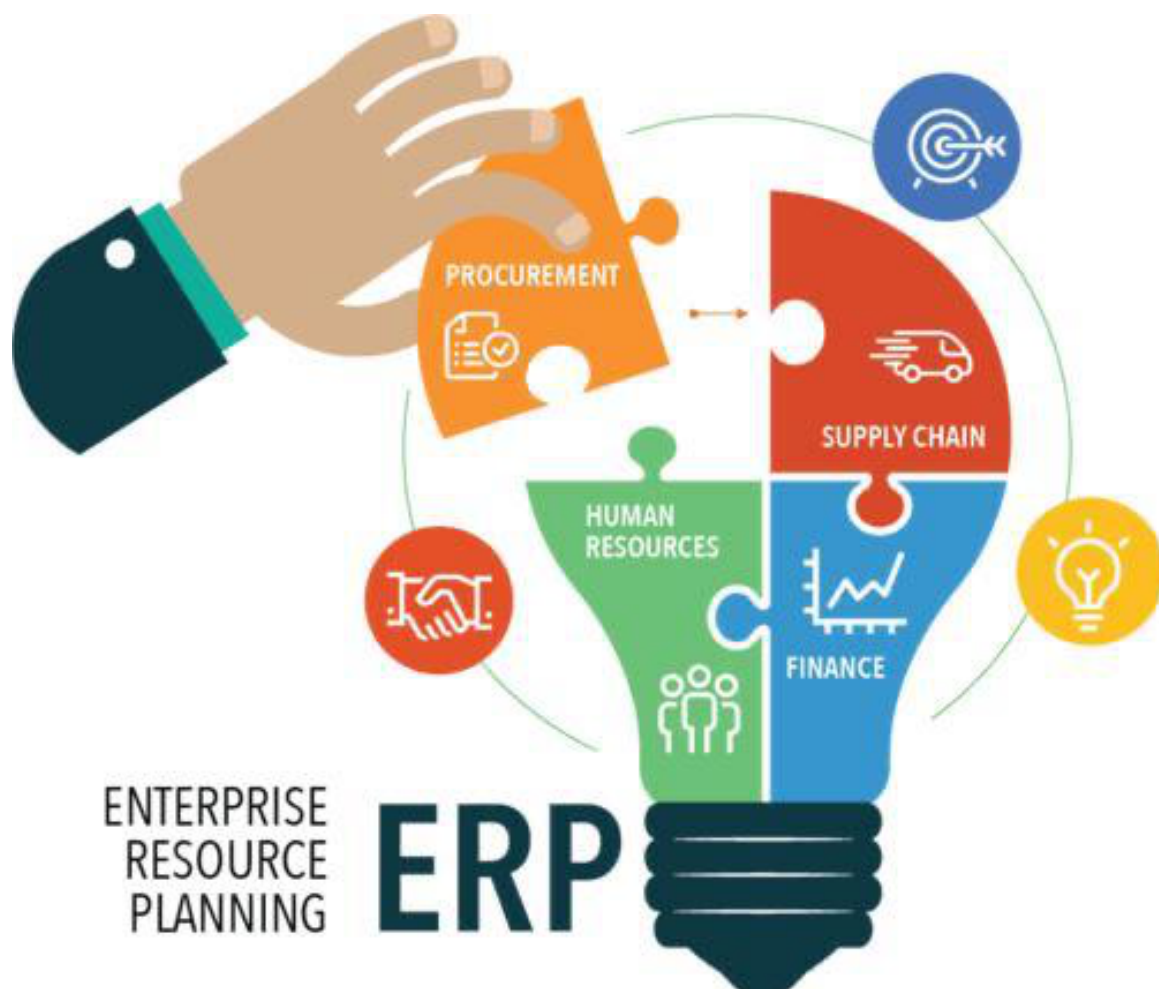 PROCUREMENT
SUPPLY CHAIN
HUMAN
RESOURCES
FINANCE
ENTERPRISE
RESOURCE
PLANNING
ERP